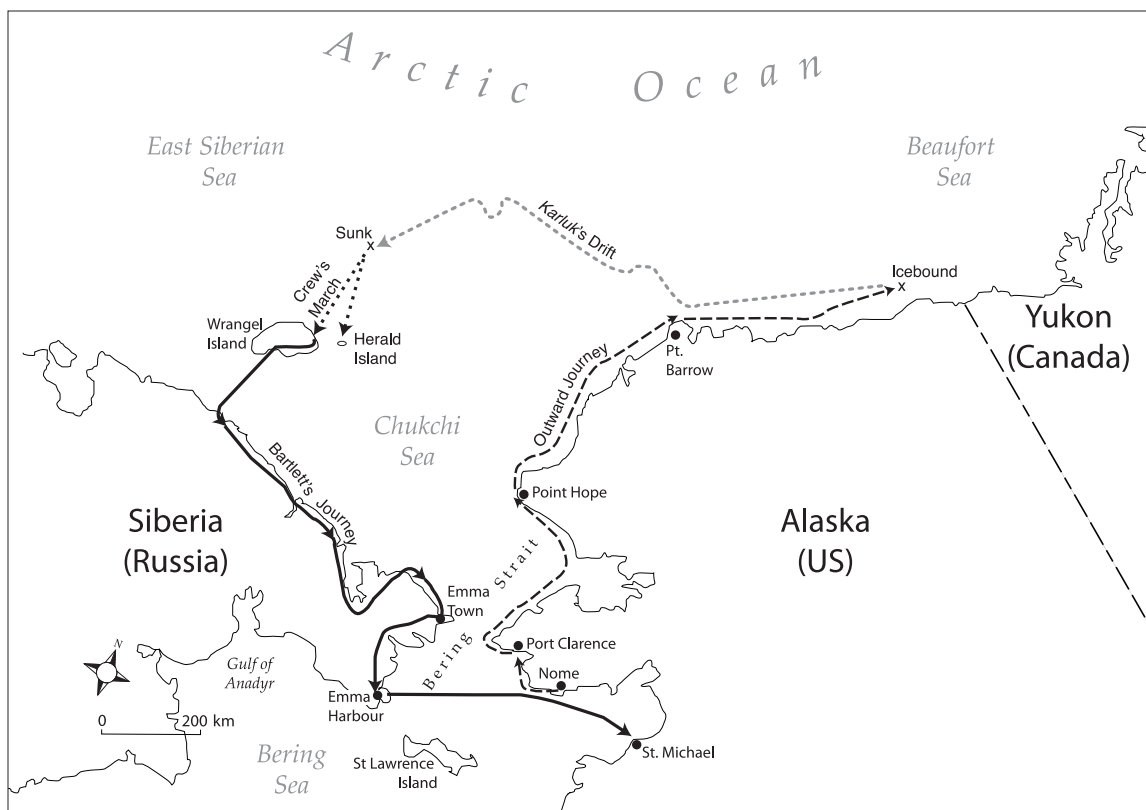 Arctic Ocean
East Siberian
Sea
Beaufort
Sea
Karluk's Drift
Sunk
x
Icebound
x
Crew's
March
Wrangel
Island
Herald
Island
Yukon
(Canada)
Pt.
Barrow
Outward Journey
Chukchi
Sea
Bartlett's Journey
Point Hope
Siberia
(Russia)
Alaska
(US)
Bering Strait
Emma
Town
Port Clarence
N
Gulf of
Anadyr
Nome
Emma
Harbour
0 200 km
St. Michael
Bering
Sea
St Lawrence
Island